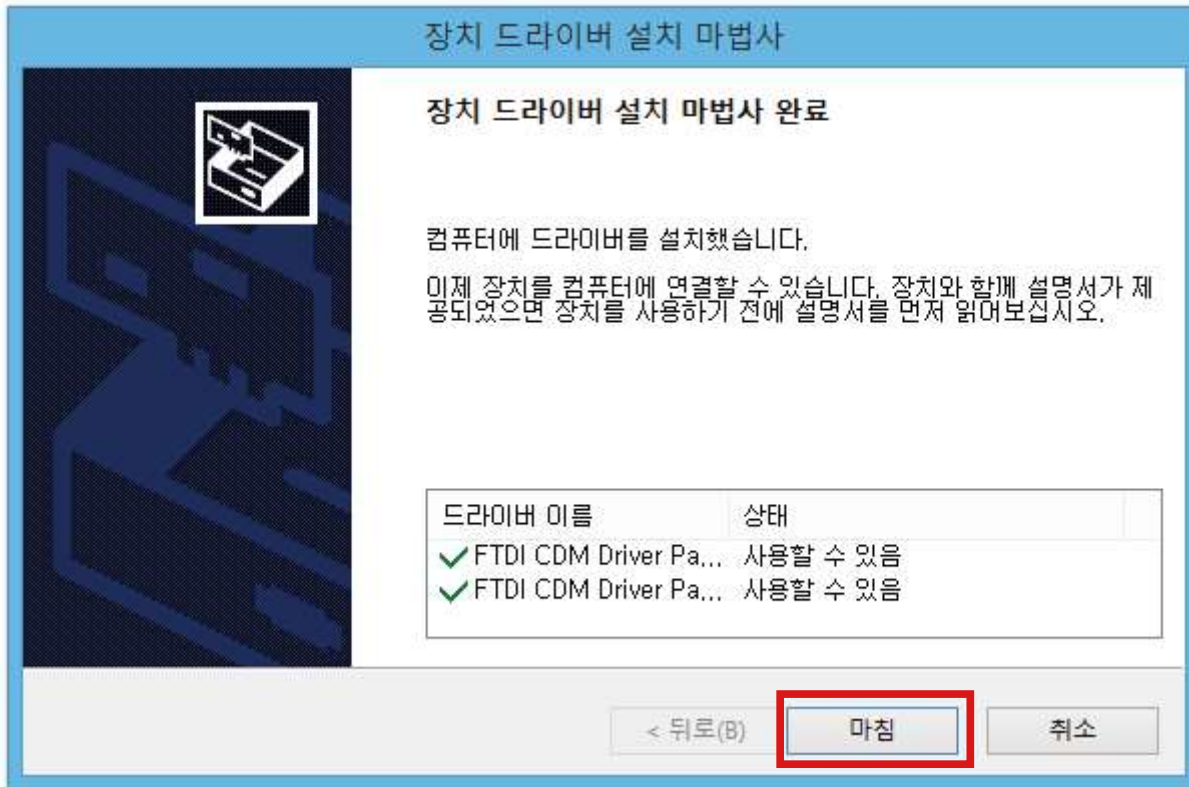 장치 드라이버 설치 마법사
장치 드라이버 설치 마법사 완료
컴퓨터에 드라이버를 설치했습니다.
이제 장치를 컴퓨터에 연결할 수 있습니다. 장치와 함께 설명서가 제
공되었으면 장치를 사용하기 전에 설명서를 먼저 읽어보십시오.
드라이버 이름 상태
FTDI CDM Driver Pa... 사용할 수 있음
FTDI CDM Driver Pa... 사용할 수 있음
< 뒤로(B) 마침 취소